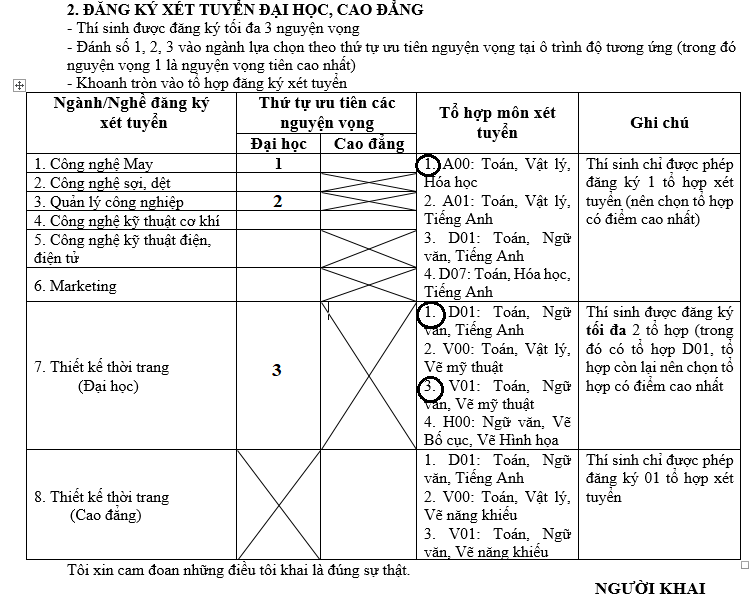 2. ĐĂNG KÝ XÉT TUYỂN ĐẠI HỌC, CAO ĐẲNG
- Thí sinh được đăng ký tối đa 3 nguyện vọng
- Đánh số 1, 2, 3 vào ngành lựa chọn theo thứ tự ưu tiên nguyện vọng tại ô trình độ tương ứng (trong đó
nguyện vọng 1 là nguyện vọng tiên cao nhất)
- Khoanh tròn vào tổ hợp đăng ký xét tuyển
Ngành/Nghề đăng ký
xét tuyển
Thứ tự ưu tiên các
nguyện vọng
Đại học
Cao đẳng
Tổ hợp môn xét
tuyển
Ghi chú
1. Công nghệ May
1
2. Công nghệ sợi, dệt
3. Quản lý công nghiệp
2
4. Công nghệ kỹ thuật cơ khí
5. Công nghệ kỹ thuật điện,
điện tử
6. Marketing
1. A00: Toán, Vật lý,
Hóa học
2. A01: Toán, Vật lý,
Tiếng Anh
3. D01: Toán, Ngữ
văn, Tiếng Anh
4. D07: Toán, Hóa học,
Tiếng Anh
Thí sinh chỉ được phép
đăng ký 1 tổ hợp xét
tuyển (nên chọn tổ hợp
có điểm cao nhất)
7. Thiết kế thời trang
(Đại học)
3
1. D01: Toán, Ngữ
văn, Tiếng Anh
2. V00: Toán, Vật lý,
Vẽ mỹ thuật
3. V01: Toán, Ngữ
văn, Vẽ mỹ thuật
4. H00: Ngữ văn, Vẽ
Bố cục, Vẽ Hình họa
Thí sinh được đăng ký
tối đa 2 tổ hợp (trong
đó có tổ hợp D01, tổ
hợp còn lại nên chọn tổ
hợp có điểm cao nhất
8. Thiết kế thời trang
(Cao đẳng)
1. D01: Toán, Ngữ
văn, Tiếng Anh
2. V00: Toán, Vật lý,
Vẽ năng khiếu
3. V01: Toán, Ngữ
văn, Vẽ năng khiếu
Thí sinh chỉ được phép
đăng ký 01 tổ hợp xét
tuyển
Tôi xin cam đoan những điều tôi khai là đúng sự thật.
NGƯỜI KHAI